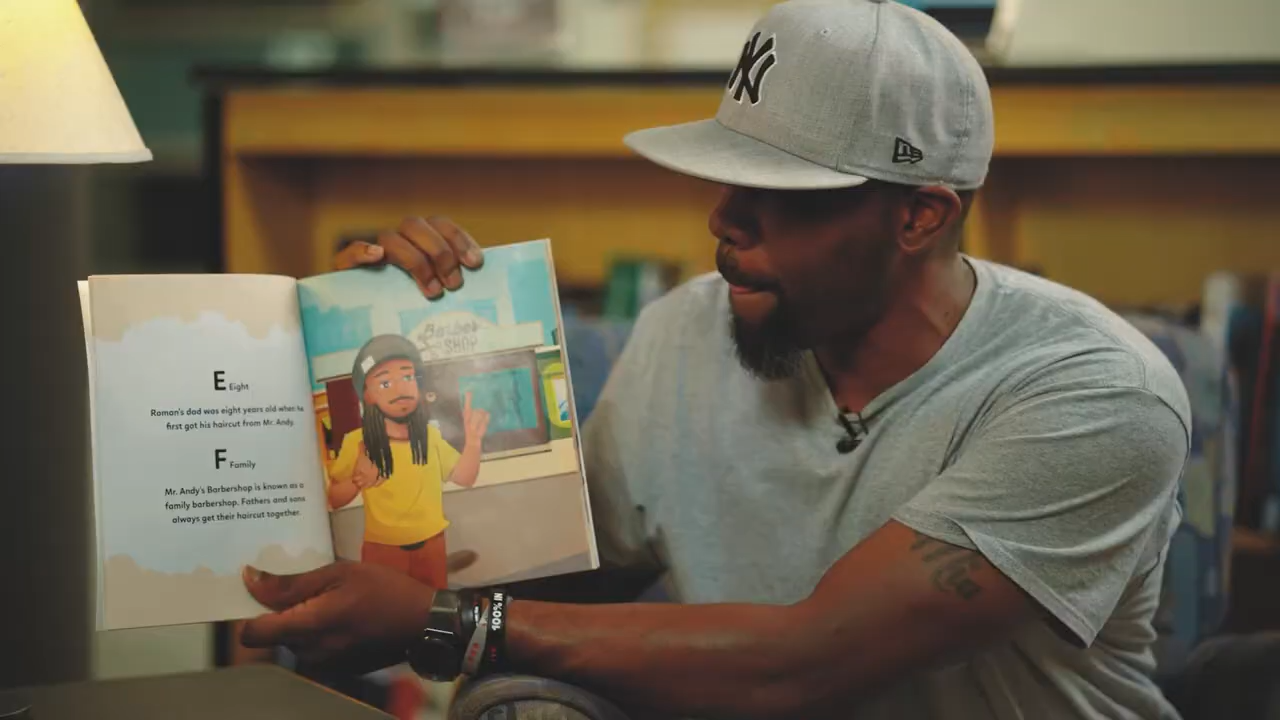 NY
E Eight
Roman's dad was eight years old when he
first got his haircut from Mr. Andy.
F Family
Mr. Andy's Barbershop is known as a
family barbershop. Fathers and sons
always get their haircut together.
Barber
SHOP
100% IN